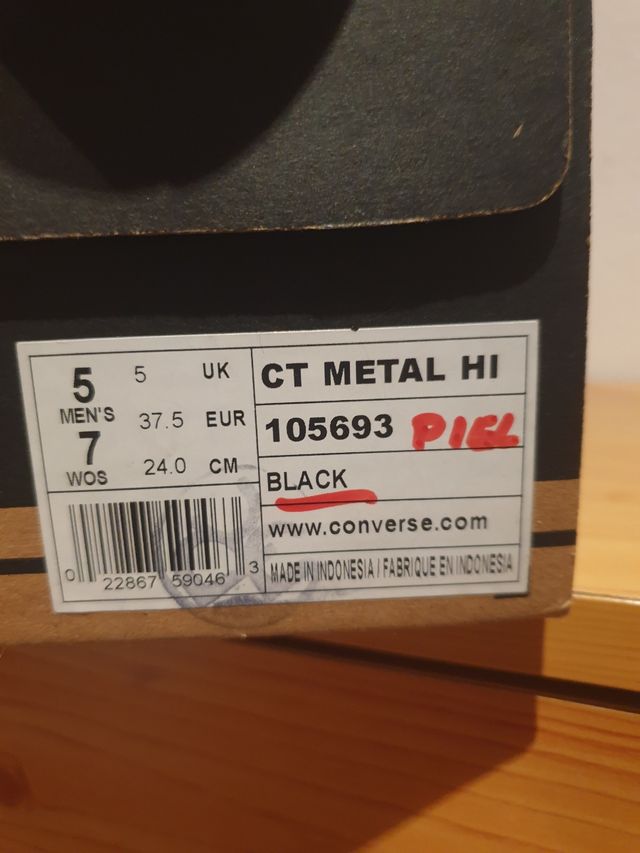 5 5 UK
MEN'S 37.5 EUR
7
WOS 24.0 CM
0 22867 59046 3
CT METAL HI
105693 PIEL
BLACK
www.converse.com
MADE IN INDONESIA / FABRIQUE EN INDONESIA